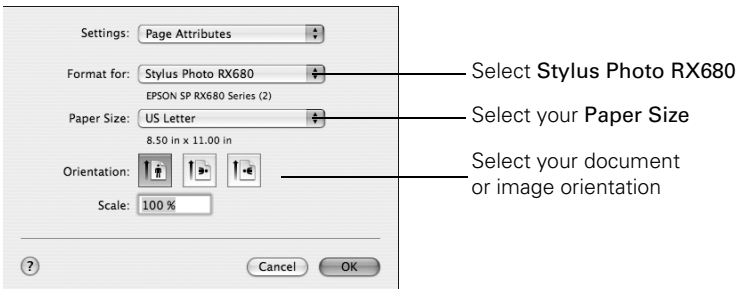 Settings: Page Attributes
Format for: Stylus Photo RX680
EPSON SP RX680 Series (2)
Paper Size: US Letter
8.50 in x 11.00 in
Orientation:
Scale: 100 %
? Cancel OK
Select Stylus Photo RX680
Select your Paper Size
Select your document
or image orientation